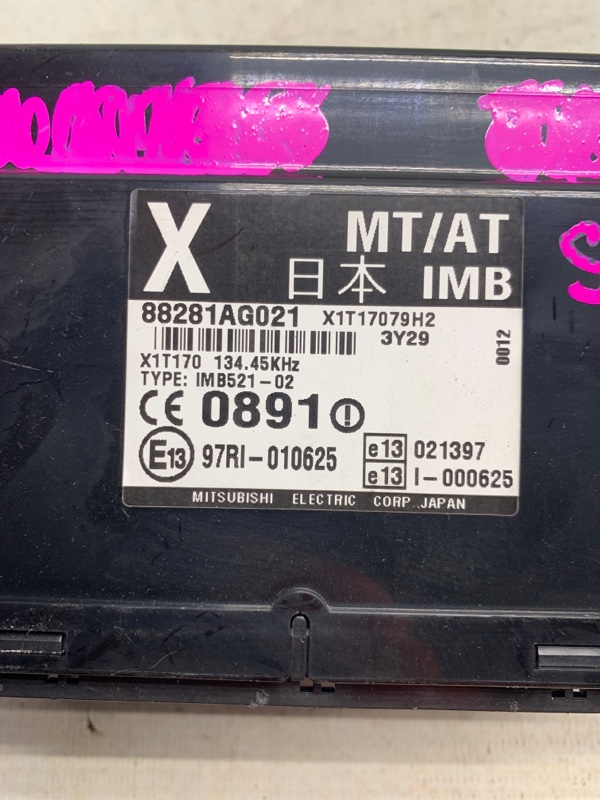 X MT/AT
日本 IMB
88281AG021 X1T17079H2
3Y29
0012
X1T170 134.45KHz
TYPE: IMB521-02
CE 0891
E13 97RI-010625
e13 021397
e13 I-000625
MITSUBISHI ELECTRIC CORP. JAPAN